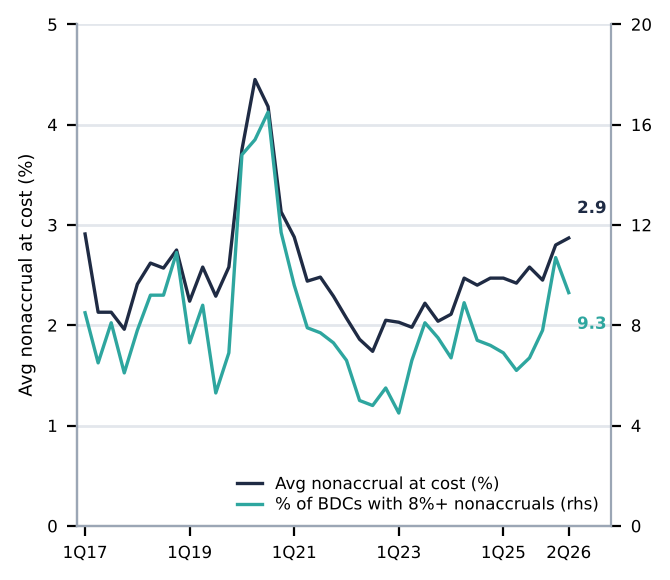 5
20
4
16
3
12
2
8
1
4
0
0
Avg nonaccrual at cost (%)
2.9
9.3
Avg nonaccrual at cost (%)
% of BDCs with 8%+ nonaccruals (rhs)
1Q17
1Q19
1Q21
1Q23
1Q25
2Q26